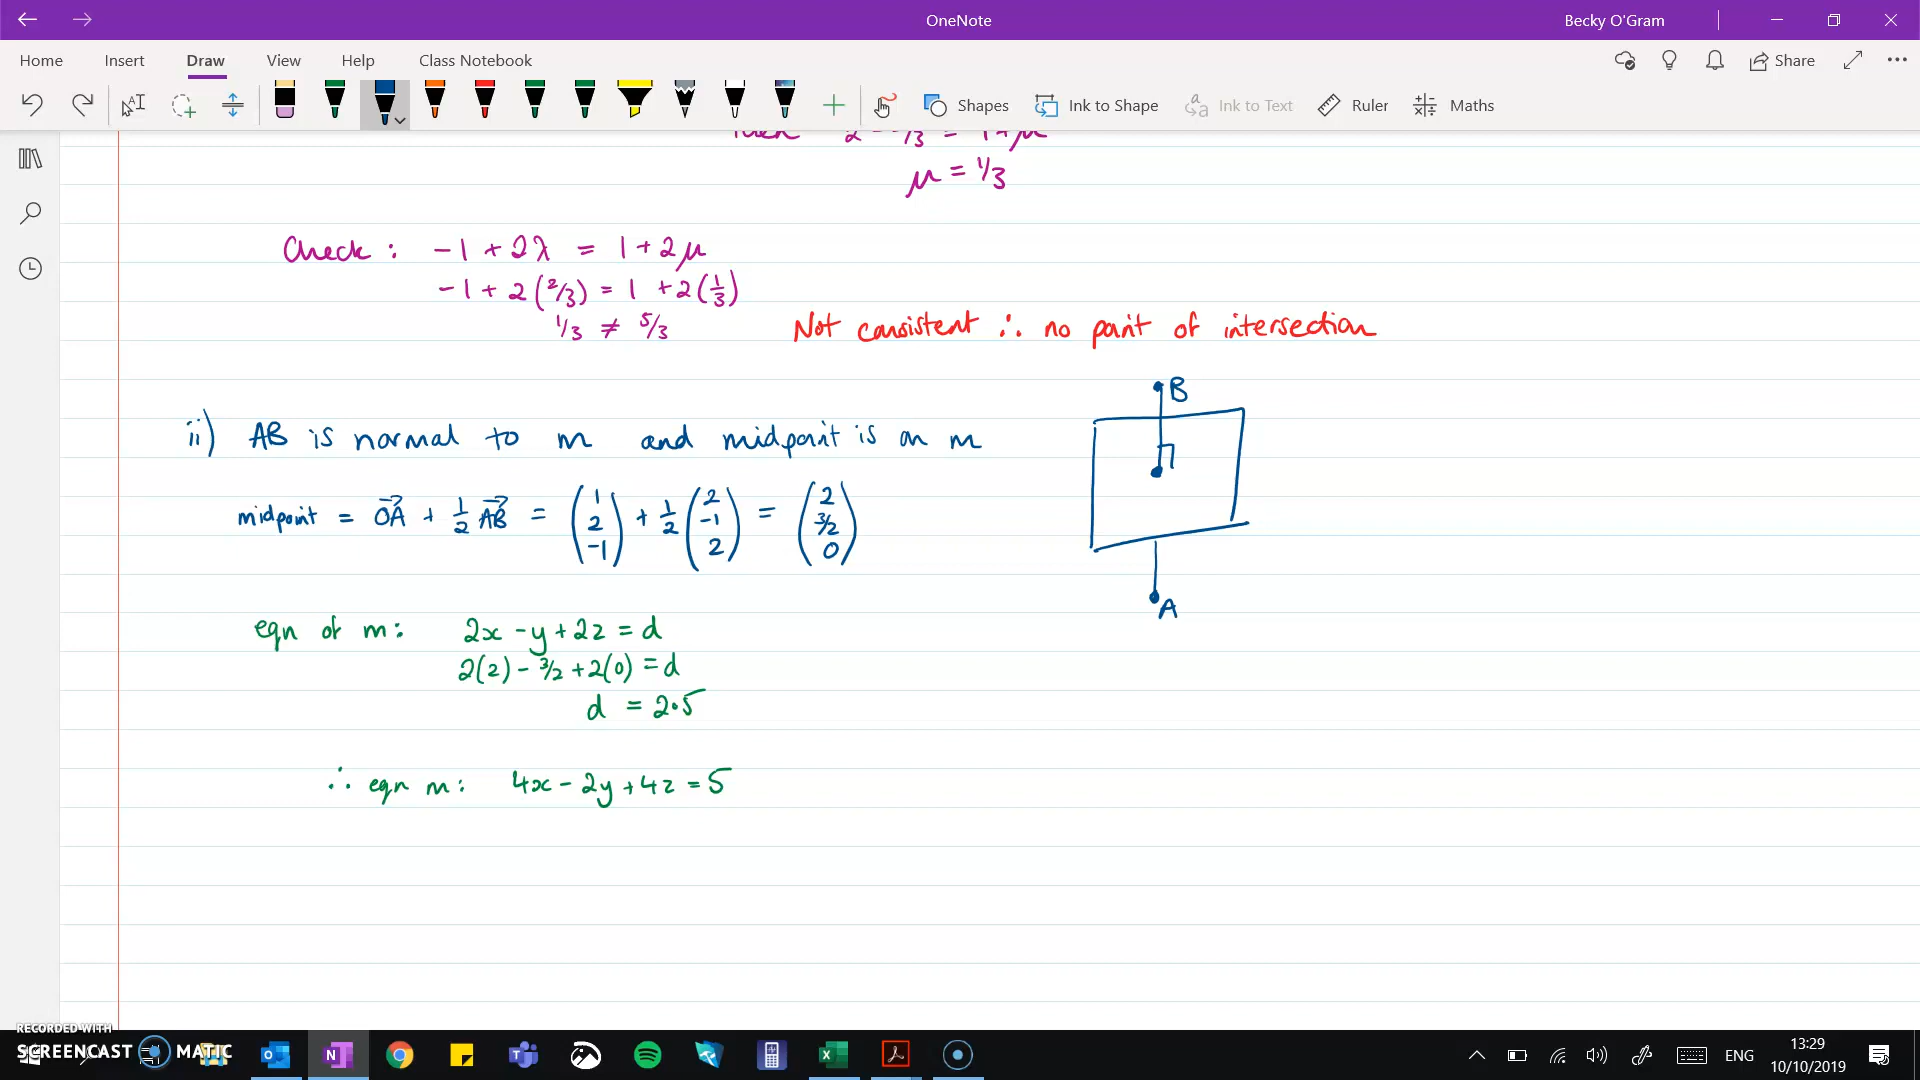 OneNote
Becky O'Gram
Home Insert Draw View Help Class Notebook
Share
Shapes Ink to Shape Ink to Text Ruler Maths
μ = 1/3
Check : -1 + 2λ = 1 + 2μ
-1 + 2 (2/3) = 1 + 2(1/3)
1/3 ≠ 5/3
Not consistent ∴ no point of intersection
B
ii) AB is normal to m and midpoint is on m
midpoint = OA + 1/2 AB = (1 2 -1) + 1/2 (2 -1 2) = (2 3/2 0)
A
eqn of m: 2x - y + 2z = d
2(2) - 3/2 + 2(0) = d
d = 2.5
∴ eqn m: 4x - 2y + 4z = 5
RECORDED WITH
SCREENCAST MATIC
ENG
13:29
10/10/2019